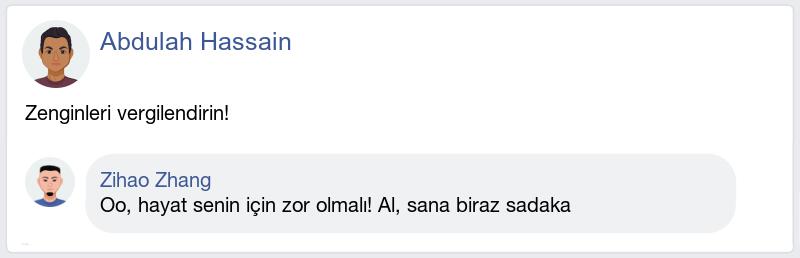 Abdulah Hassain
Zenginleri vergilendirin!
Zihao Zhang
Oo, hayat senin için zor olmalı! Al, sana biraz sadaka